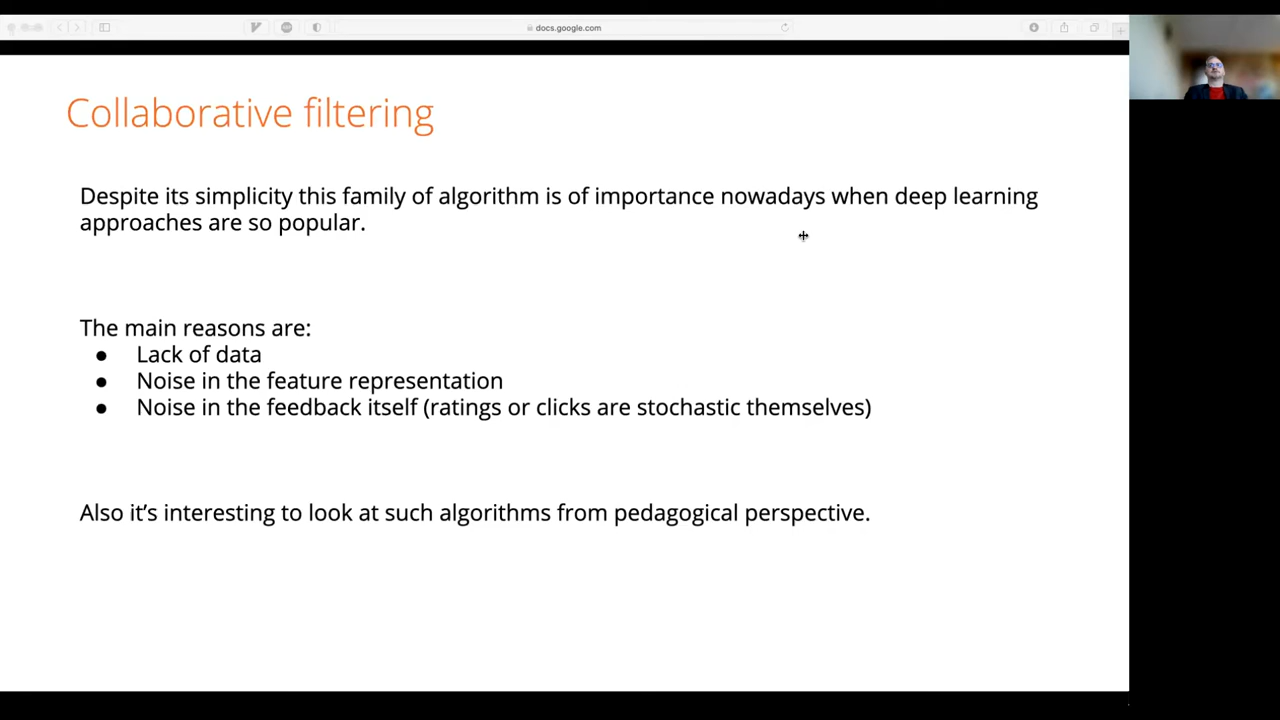 docs.google.com
Collaborative filtering
Despite its simplicity this family of algorithm is of importance nowadays when deep learning
approaches are so popular.
The main reasons are:
● Lack of data
● Noise in the feature representation
● Noise in the feedback itself (ratings or clicks are stochastic themselves)
Also it’s interesting to look at such algorithms from pedagogical perspective.